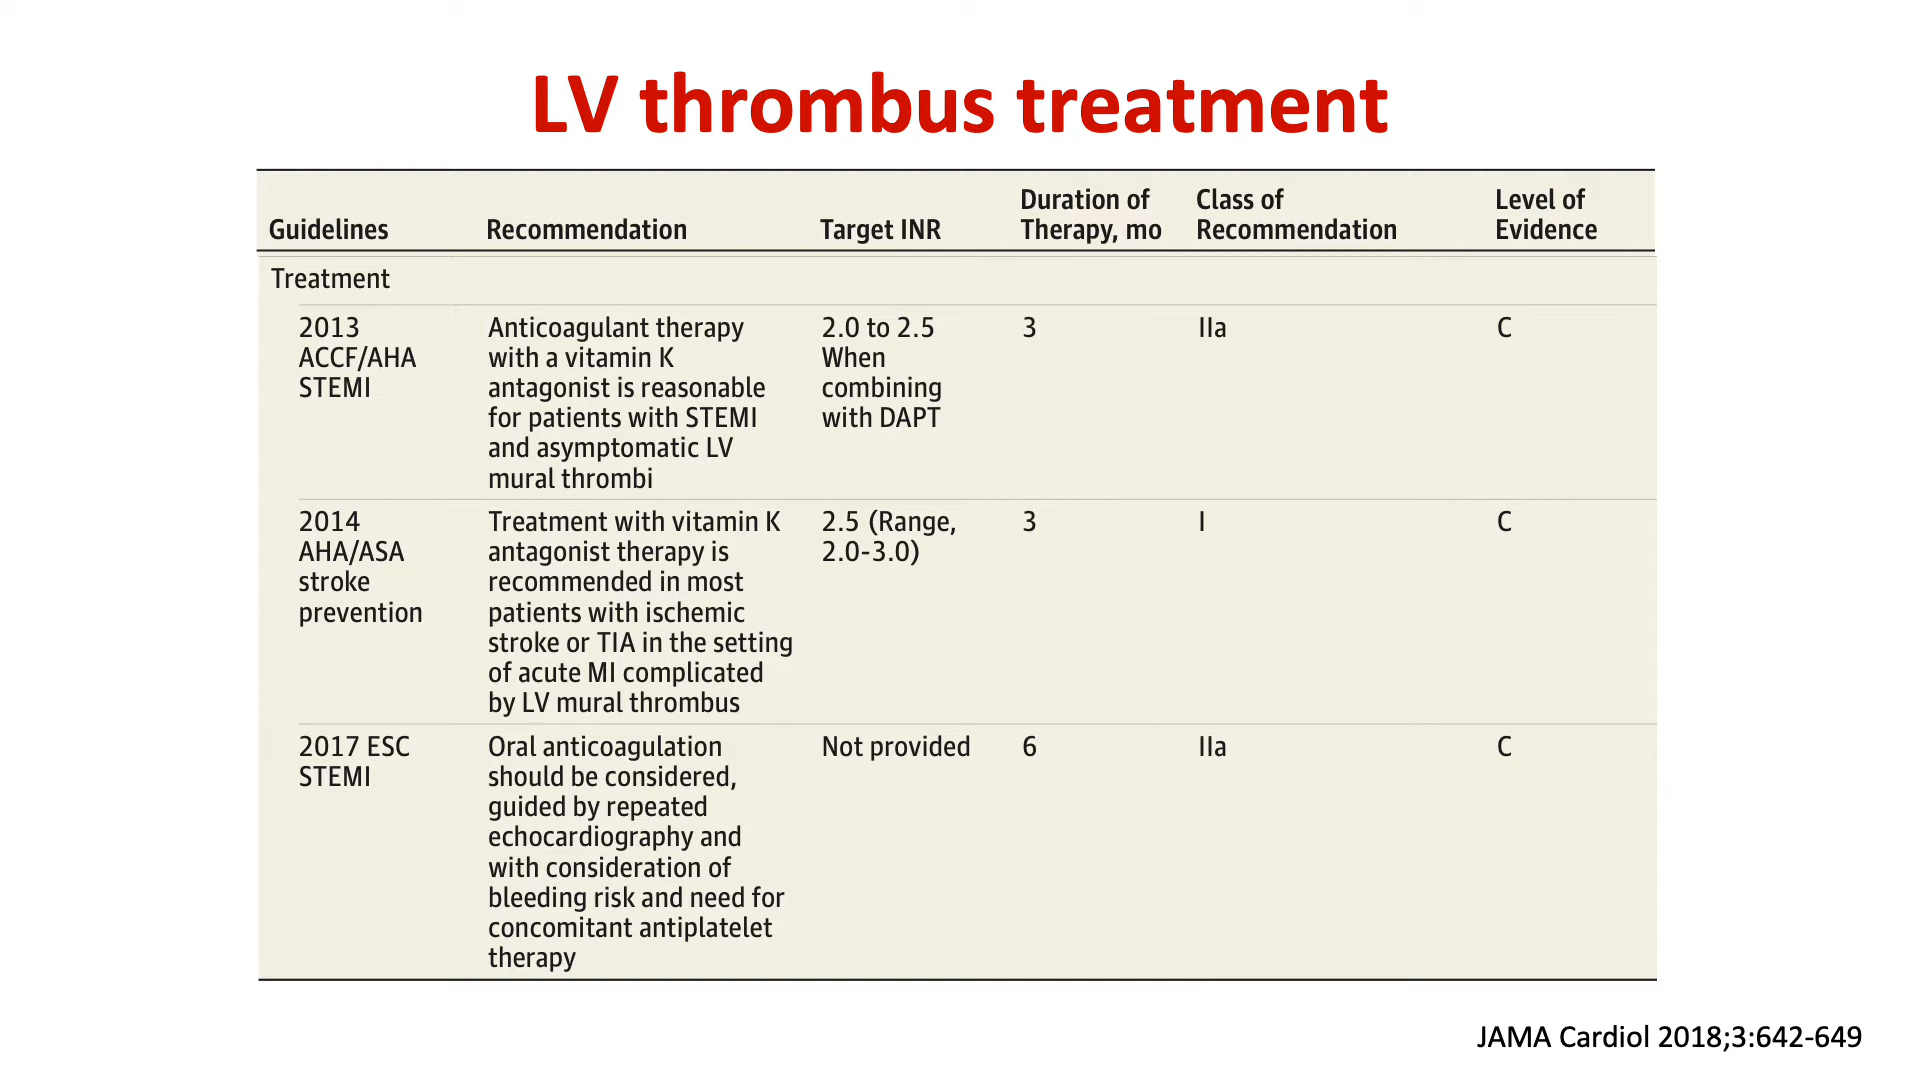 LV thrombus treatment
Guidelines Recommendation Target INR Duration of Therapy, mo Class of Recommendation Level of Evidence
Treatment
2013 ACCF/AHA STEMI
Anticoagulant therapy
with a vitamin K
antagonist is reasonable
for patients with STEMI
and asymptomatic LV
mural thrombi
2.0 to 2.5
When
combining
with DAPT
3
IIa
C
2014
AHA/ASA
stroke
prevention
Treatment with vitamin K
antagonist therapy is
recommended in most
patients with ischemic
stroke or TIA in the setting
of acute MI complicated
by LV mural thrombus
2.5 (Range,
2.0-3.0)
3
I
C
2017 ESC
STEMI
Oral anticoagulation
should be considered,
guided by repeated
echocardiography and
with consideration of
bleeding risk and need for
concomitant antiplatelet
therapy
Not provided
6
IIa
C
JAMA Cardiol 2018;3:642-649